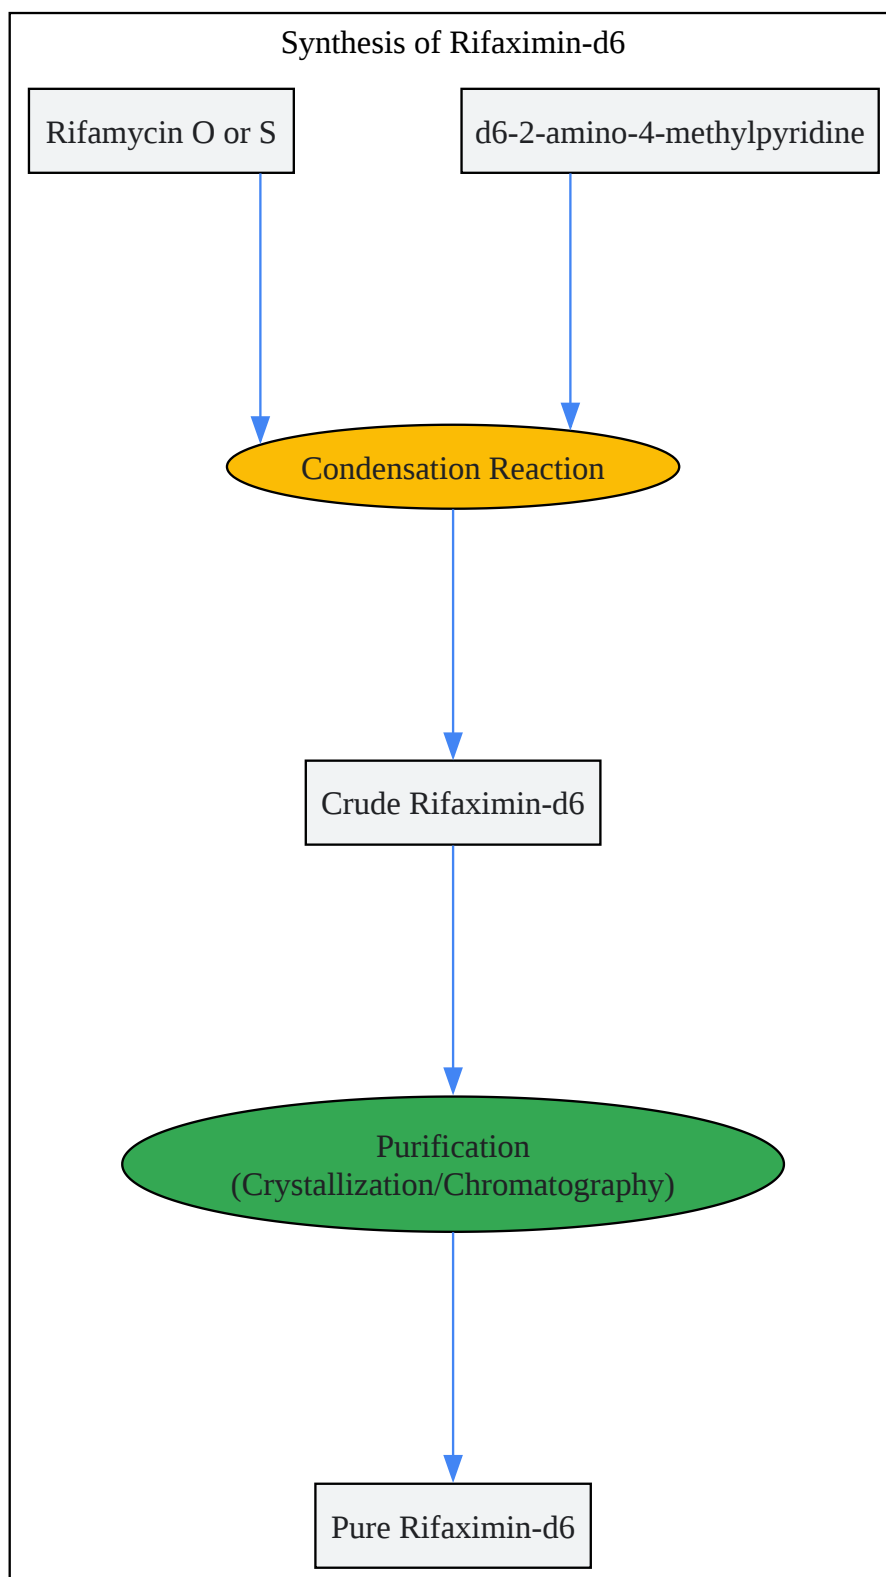 Synthesis of Rifaximin-d6
Rifamycin O or S
d6-2-amino-4-methylpyridine
Condensation Reaction
Crude Rifaximin-d6
Purification
(Crystallization/Chromatography)
Pure Rifaximin-d6